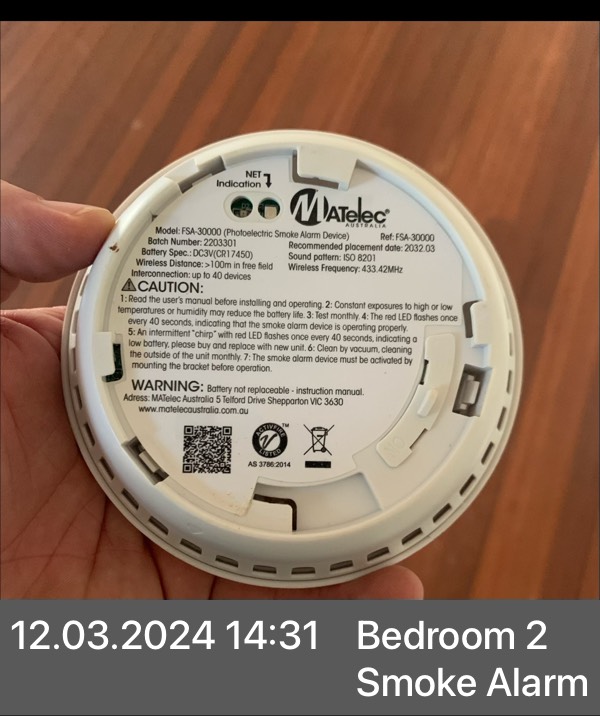 NET
Indication
MATelec®
AUSTRALIA
Model: FSA-30000 (Photoelectric Smoke Alarm Device) Ref: FSA-30000
Batch Number: 2203301 Recommended placement date: 2032.03
Battery Spec.: DC3V(CR17450) Sound pattern: ISO 8201
Wireless Distance: >100m in free field Wireless Frequency: 433.42MHz
Interconnection: up to 40 devices
CAUTION:
1: Read the user's manual before installing and operating. 2: Constant exposures to high or low
temperatures or humidity may reduce the battery life. 3: Test monthly. 4: The red LED flashes once
every 40 seconds, indicating that the smoke alarm device is operating properly.
5: An intermittent "chirp" with red LED flashes once every 40 seconds, indicating a
low battery, please buy and replace with new unit. 6: Clean by vacuum, cleaning
the outside of the unit monthly. 7: The smoke alarm device must be activated by
mounting the bracket before operation.
WARNING: Battery not replaceable - instruction manual.
Adress: MATelec Australia 5 Telford Drive Shepparton VIC 3630
www.matelecaustralia.com.au
ACTIVFIRE
LISTED
TM
AS 3786:2014
12.03.2024 14:31 Bedroom 2
Smoke Alarm